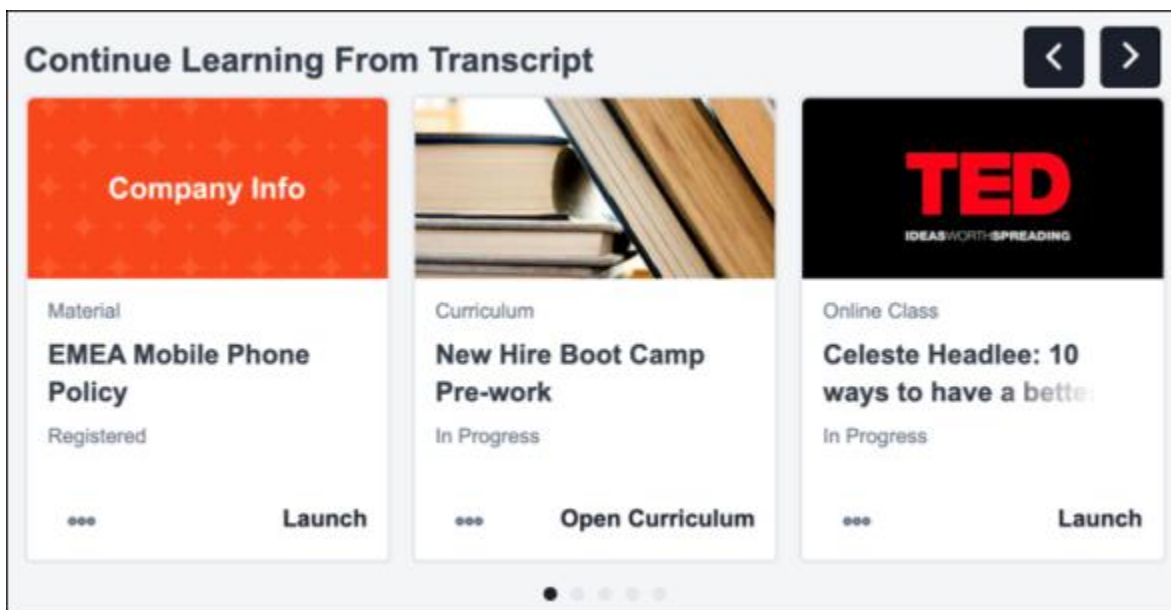 Continue Learning From Transcript
Company Info
Material
EMEA Mobile Phone
Policy
Registered
Launch
Curriculum
New Hire Boot Camp
Pre-work
In Progress
Open Curriculum
TED
IDEASWORTHSPREADING
Online Class
Celeste Headlee: 10
ways to have a bette
In Progress
Launch